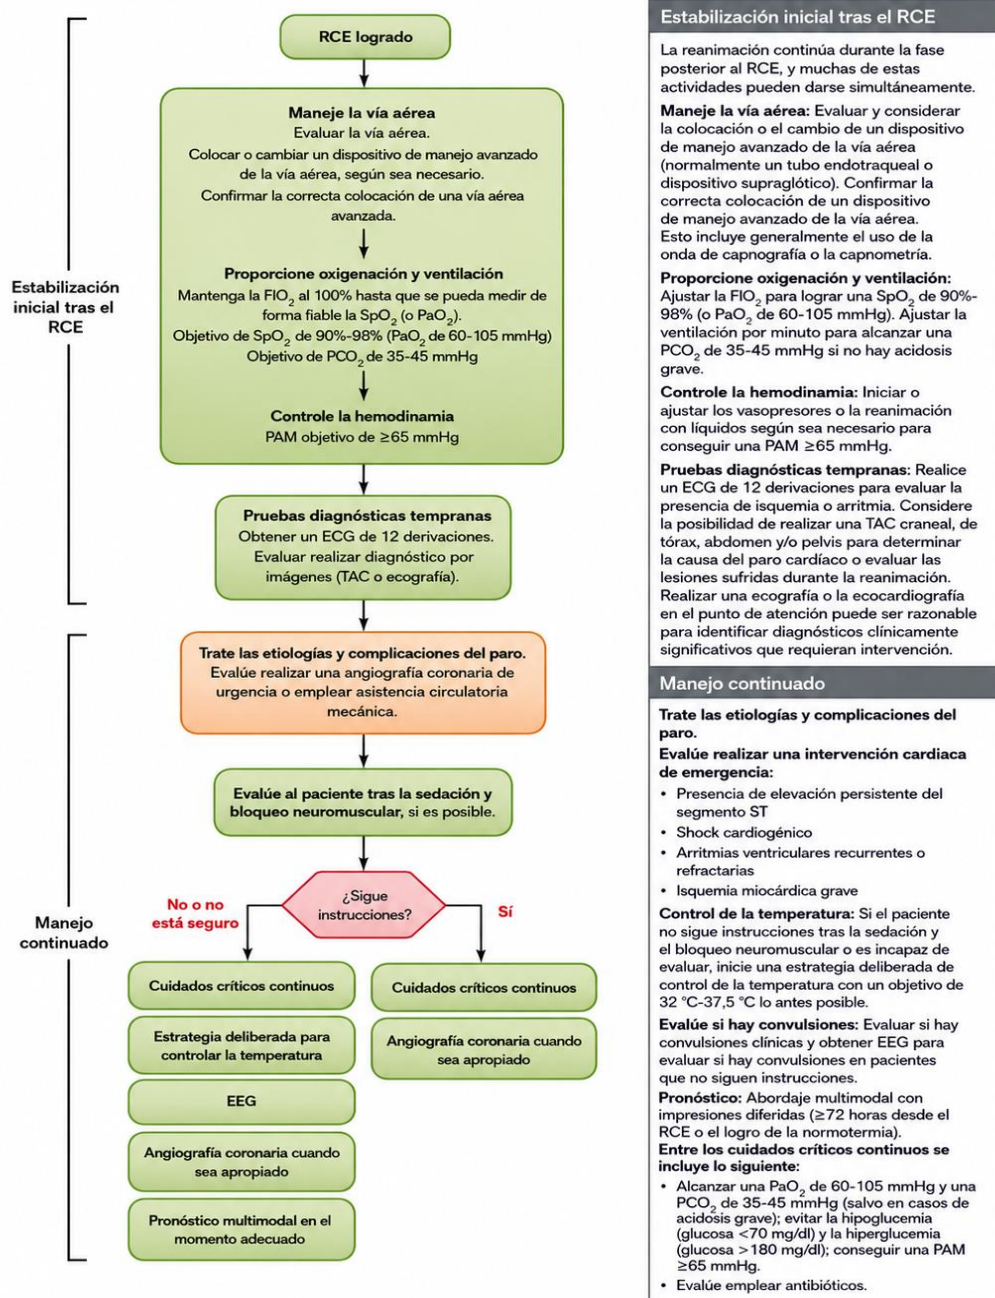 RCE logrado
Maneje la vía aérea
Evaluar la vía aérea.
Colocar o cambiar un dispositivo de manejo avanzado
de la vía aérea, según sea necesario.
Confirmar la correcta colocación de una vía aérea
avanzada.
Proporcione oxigenación y ventilación
Mantenga la FIO2 al 100% hasta que se pueda medir de
forma fiable la SpO2 (o PaO2).
Objetivo de SpO2 de 90%-98% (PaO2 de 60-105 mmHg)
Objetivo de PCO2 de 35-45 mmHg
Controle la hemodinamia
PAM objetivo de ≥65 mmHg
Estabilización
inicial tras el
RCE
Pruebas diagnósticas tempranas
Obtener un ECG de 12 derivaciones.
Evaluar realizar diagnóstico por
imágenes (TAC o ecografía).
Trate las etiologías y complicaciones del paro.
Evalúe realizar una angiografía coronaria de
urgencia o emplear asistencia circulatoria
mecánica.
Evalúe al paciente tras la sedación y
bloqueo neuromuscular, si es posible.
¿Sigue
instrucciones?
No o no
está seguro
Sí
Manejo
continuado
Cuidados críticos continuos
Estrategia deliberada para
controlar la temperatura
EEG
Angiografía coronaria cuando
sea apropiado
Pronóstico multimodal en el
momento adecuado
Cuidados críticos continuos
Angiografía coronaria cuando
sea apropiado
Estabilización inicial tras el RCE
La reanimación continúa durante la fase
posterior al RCE, y muchas de estas
actividades pueden darse simultáneamente.
Maneje la vía aérea: Evaluar y considerar
la colocación o el cambio de un dispositivo
de manejo avanzado de la vía aérea
(normalmente un tubo endotraqueal o
dispositivo supraglótico). Confirmar la
correcta colocación de un dispositivo
de manejo avanzado de la vía aérea.
Esto incluye generalmente el uso de la
onda de capnografía o la capnometría.
Proporcione oxigenación y ventilación:
Ajustar la FIO2 para lograr una SpO2 de 90%-
98% (o PaO2 de 60-105 mmHg). Ajustar la
ventilación por minuto para alcanzar una
PCO2 de 35-45 mmHg si no hay acidosis
grave.
Controle la hemodinamia: Iniciar o
ajustar los vasopresores o la reanimación
con líquidos según sea necesario para
conseguir una PAM ≥65 mmHg.
Pruebas diagnósticas tempranas: Realice
un ECG de 12 derivaciones para evaluar la
presencia de isquemia o arritmia. Considere
la posibilidad de realizar una TAC craneal, de
tórax, abdomen y/o pelvis para determinar
la causa del paro cardíaco o evaluar las
lesiones sufridas durante la reanimación.
Realizar una ecografía o la ecocardiografía
en el punto de atención puede ser razonable
para identificar diagnósticos clínicamente
significativos que requieran intervención.
Manejo continuado
Trate las etiologías y complicaciones del
paro.
Evalúe realizar una intervención cardiaca
de emergencia:
• Presencia de elevación persistente del
segmento ST
• Shock cardiogénico
• Arritmias ventriculares recurrentes o
refractarias
• Isquemia miocárdica grave
Control de la temperatura: Si el paciente
no sigue instrucciones tras la sedación y
el bloqueo neuromuscular o es incapaz de
evaluar, inicie una estrategia deliberada de
control de la temperatura con un objetivo de
32 °C-37,5 °C lo antes posible.
Evalúe si hay convulsiones: Evaluar si hay
convulsiones clínicas y obtener EEG para
evaluar si hay convulsiones en pacientes
que no siguen instrucciones.
Pronóstico: Abordaje multimodal con
impresiones diferidas (≥72 horas desde el
RCE o el logro de la normotermia).
Entre los cuidados críticos continuos se
incluye lo siguiente:
• Alcanzar una PaO2 de 60-105 mmHg y una
PCO2 de 35-45 mmHg (salvo en casos de
acidosis grave); evitar la hipoglucemia
(glucosa <70 mg/dl) y la hiperglucemia
(glucosa >180 mg/dl); conseguir una PAM
≥65 mmHg.
• Evalúe emplear antibióticos.